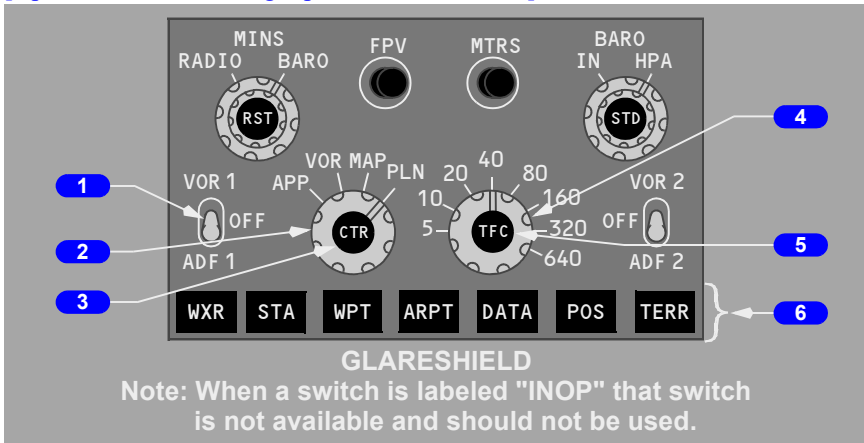 MINS
RADIO BARO
RST
FPV
MTRS
BARO
IN HPA
STD
VOR 1
OFF
ADF 1
APP VOR MAP PLN
CTR
5 10 20 40 80 160 320 640
TFC
VOR 2
OFF
ADF 2
WXR STA WPT ARPT DATA POS TERR
1
2
3
4
5
6
GLARESHIELD
Note: When a switch is labeled "INOP" that switch
is not available and should not be used.